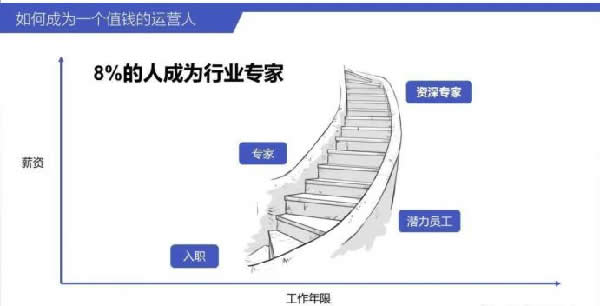 如何成为一个值钱的运营人
8%的人成为行业专家
资深专家
专家
薪资
潜力员工
入职
工作年限